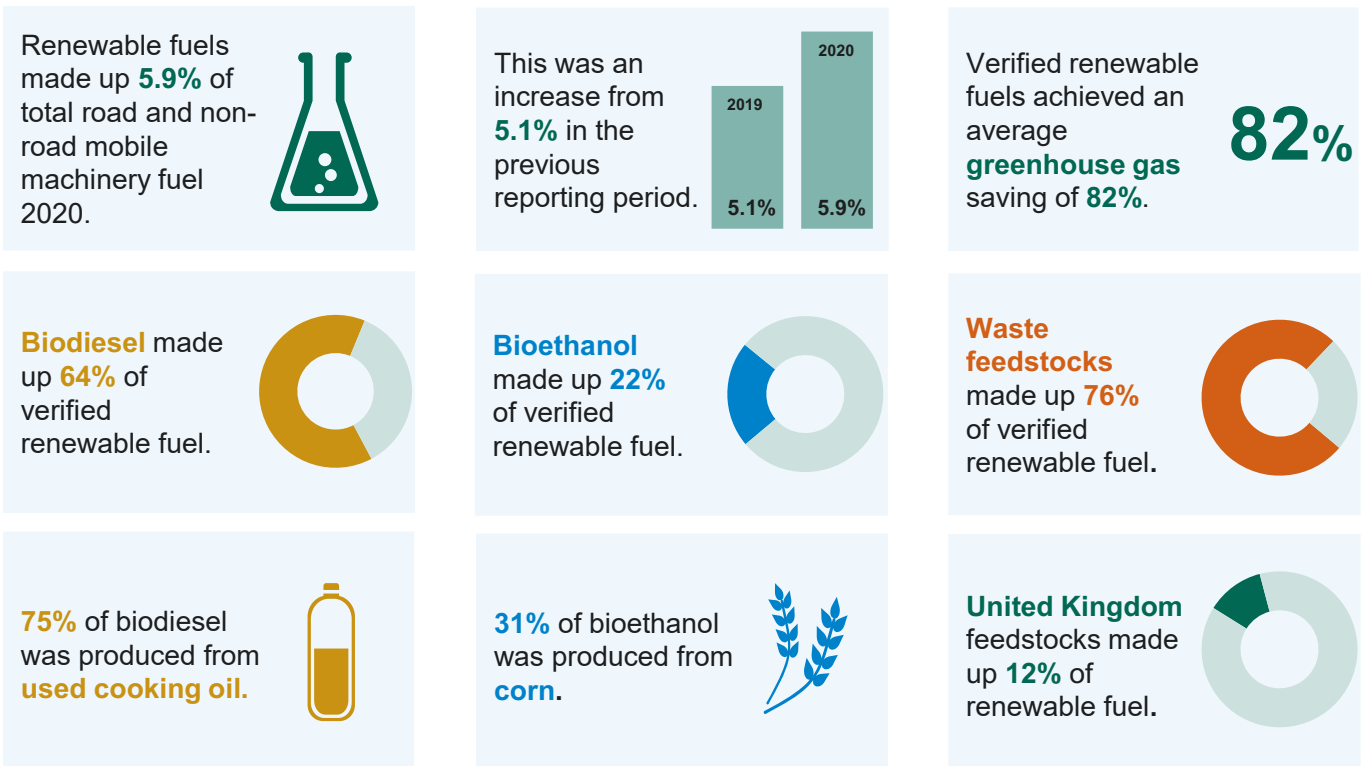 Renewable fuels
made up 5.9% of
total road and non-
road mobile
machinery fuel
2020.
This was an
increase from
5.1% in the
previous
reporting period.
2019
5.1%
2020
5.9%
Verified renewable
fuels achieved an
average
greenhouse gas
saving of 82%.
82%
Biodiesel made
up 64% of
verified
renewable fuel.
Bioethanol
made up 22%
of verified
renewable fuel.
Waste
feedstocks
made up 76%
of verified
renewable fuel.
75% of biodiesel
was produced from
used cooking oil.
31% of bioethanol
was produced from
corn.
United Kingdom
feedstocks made
up 12% of
renewable fuel.